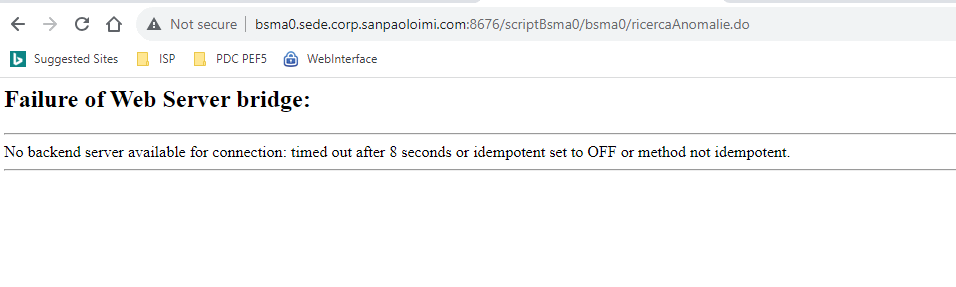 Not secure bsma0.sede.corp.sanpaoloimi.com:8676/scriptBsma0/bsma0/ricercaAnomalie.do
Suggested Sites ISP PDC PEF5 WebInterface
Failure of Web Server bridge:
No backend server available for connection: timed out after 8 seconds or idempotent set to OFF or method not idempotent.